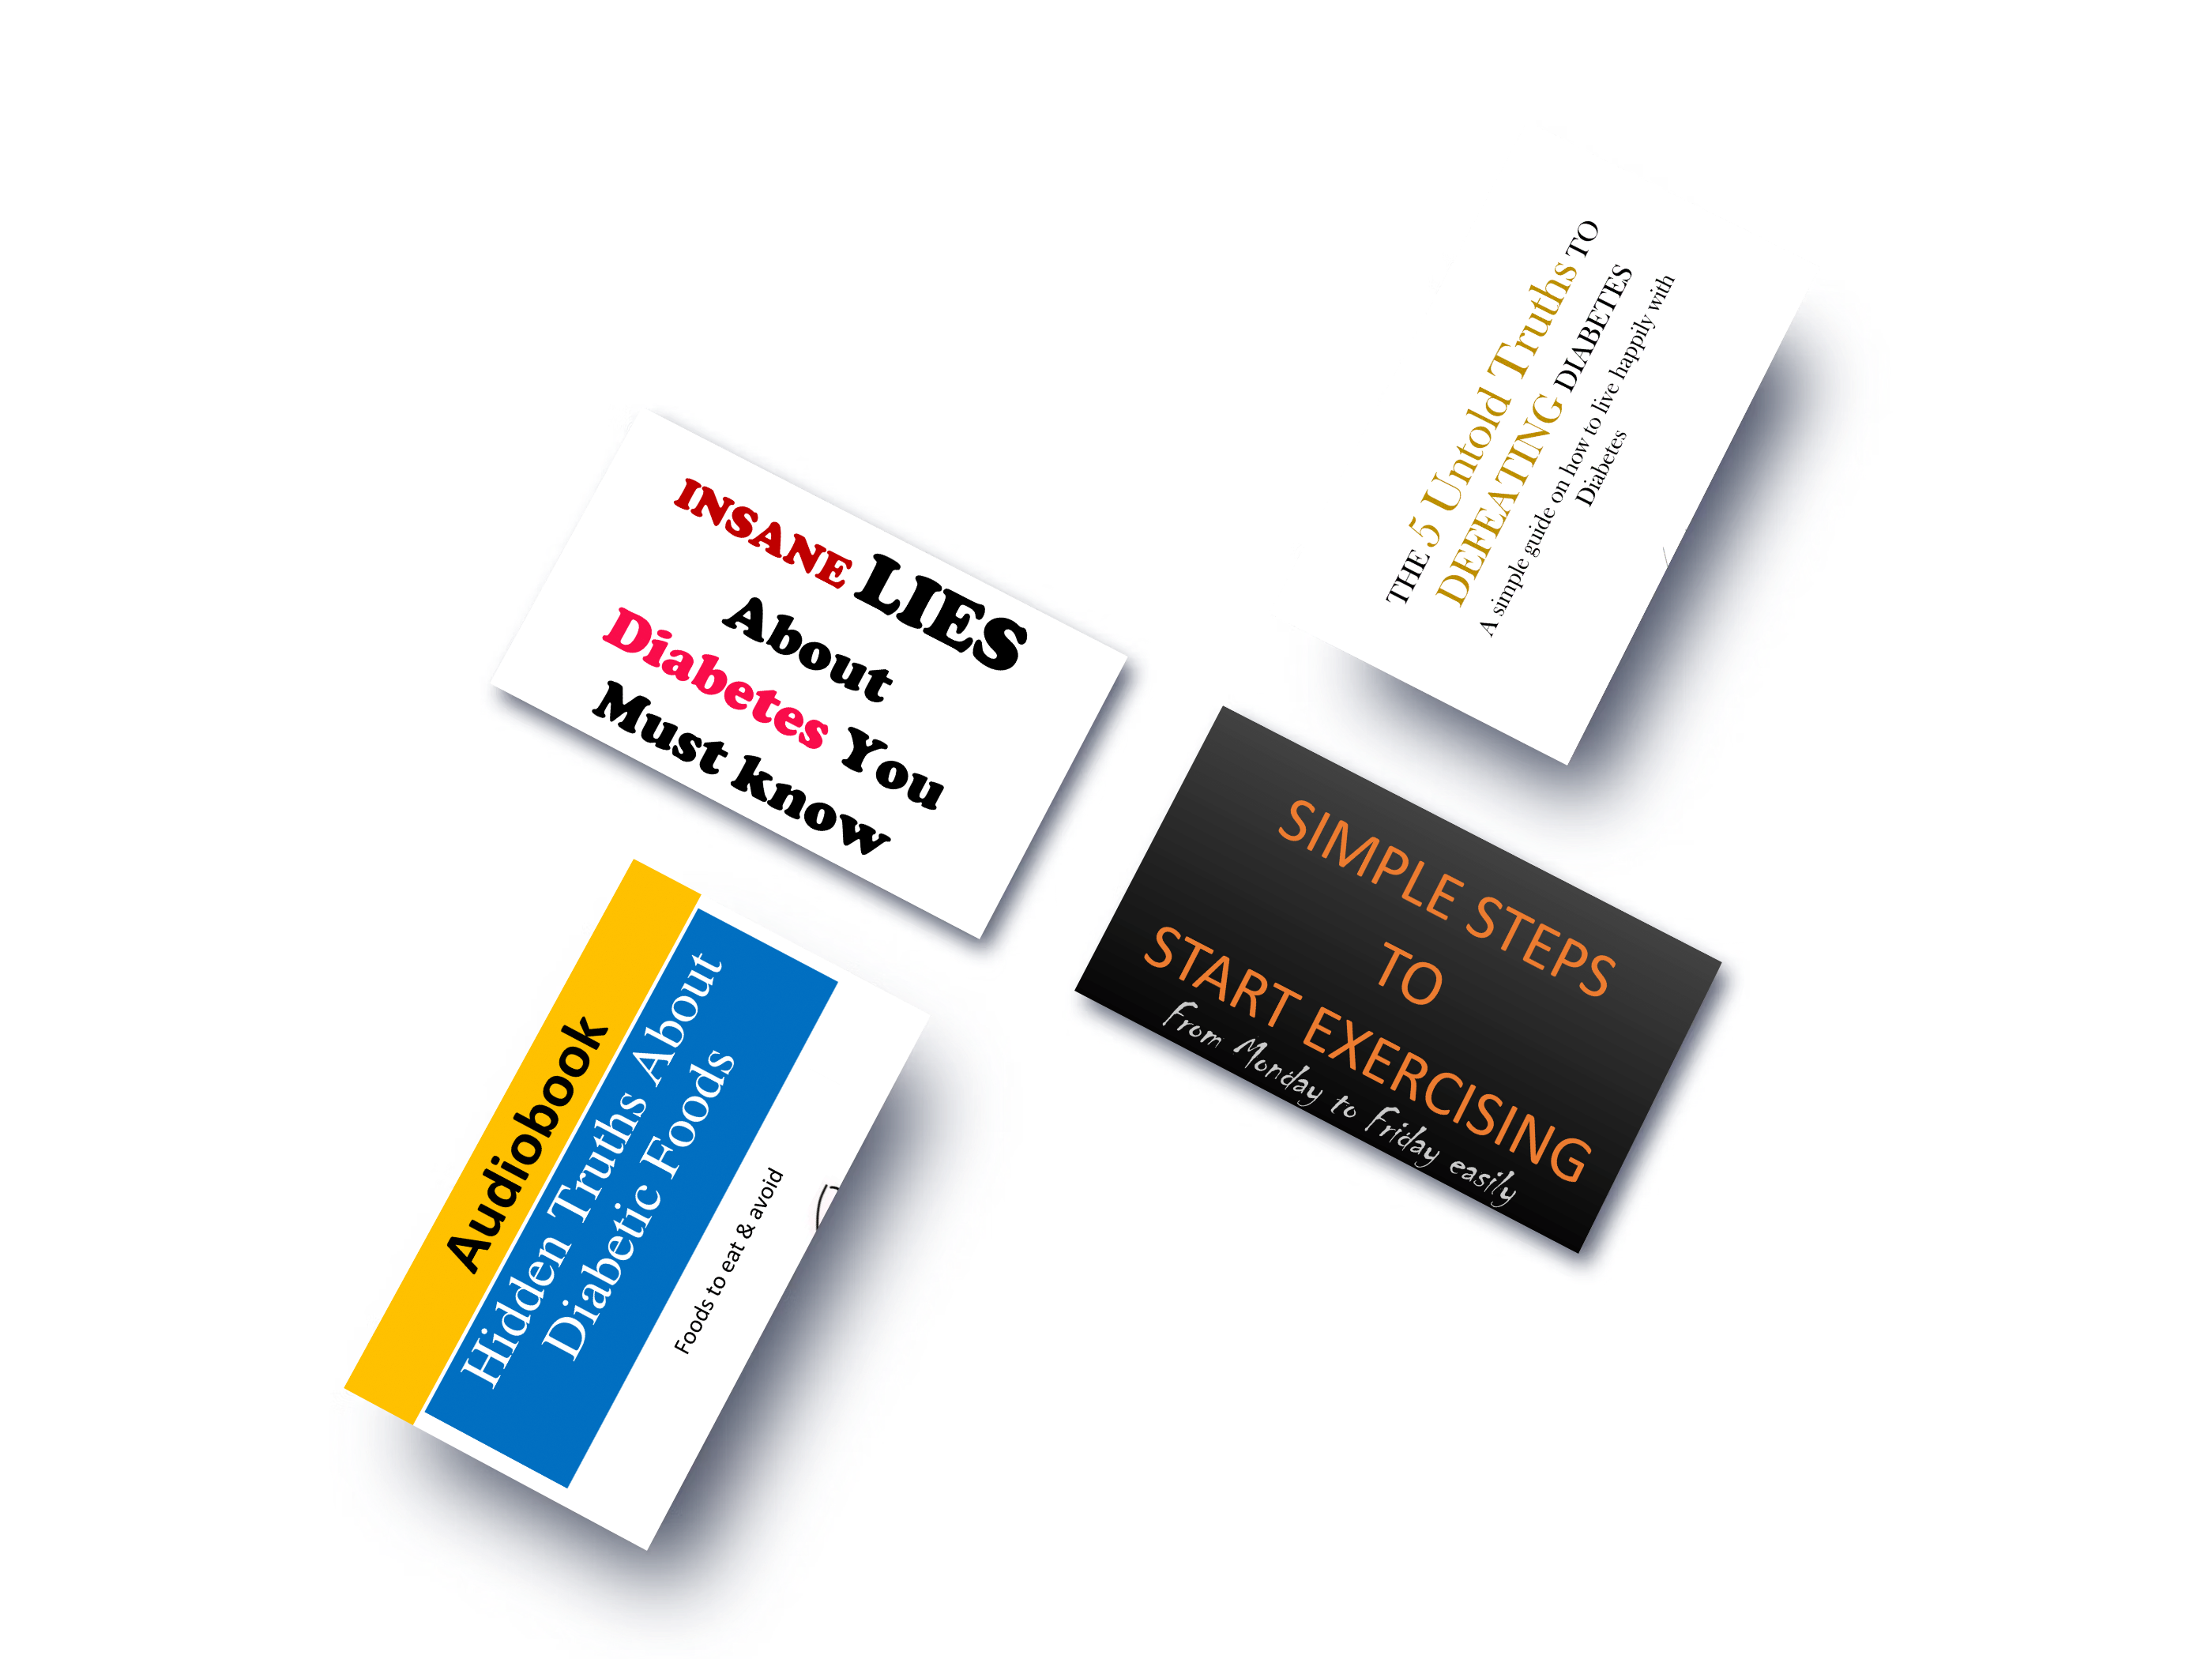 INSANE LIES
About
Diabetes You
Must know
THE 5 Untold Truths TO
DEFEATING DIABETES
A simple guide on how to live happily with
Diabetes
SIMPLE STEPS
TO
START EXERCISING
From Monday to Friday easily
Audiobook
Hidden Truths About
Diabetic Foods
Foods to eat & avoid